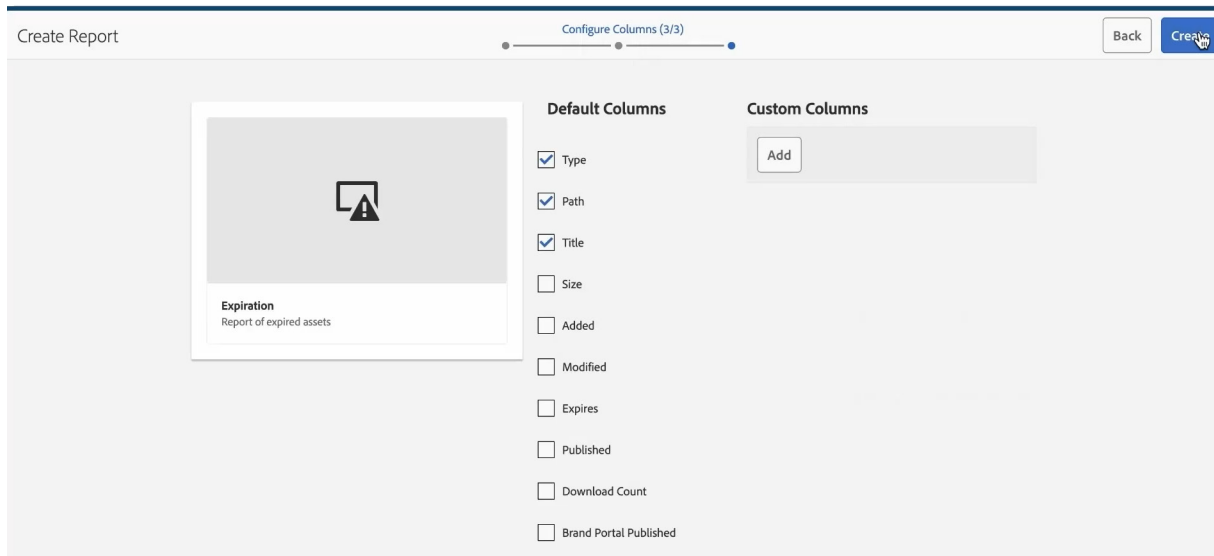 Create Report
Configure Columns (3/3)
Back
Create
Expiration
Report of expired assets
Default Columns
Type
Path
Title
Size
Added
Modified
Expires
Published
Download Count
Brand Portal Published
Custom Columns
Add